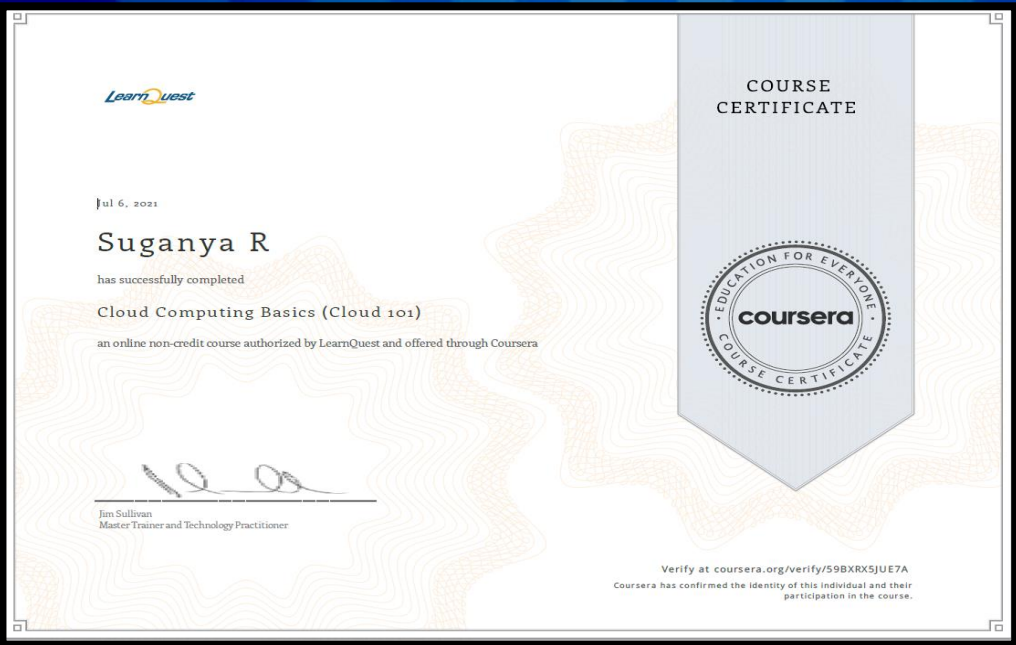 LearnQuest
COURSE
CERTIFICATE
Jul 6, 2021
Suganya R
has successfully completed
Cloud Computing Basics (Cloud 101)
an online non-credit course authorized by LearnQuest and offered through Coursera
EDUCATION FOR EVERYONE
coursera
COURSE CERTIFICATE
Jim Sullivan
Master Trainer and Technology Practitioner
Verify at coursera.org/verify/59BXRX5JUE7A
Coursera has confirmed the identity of this individual and their
participation in the course.